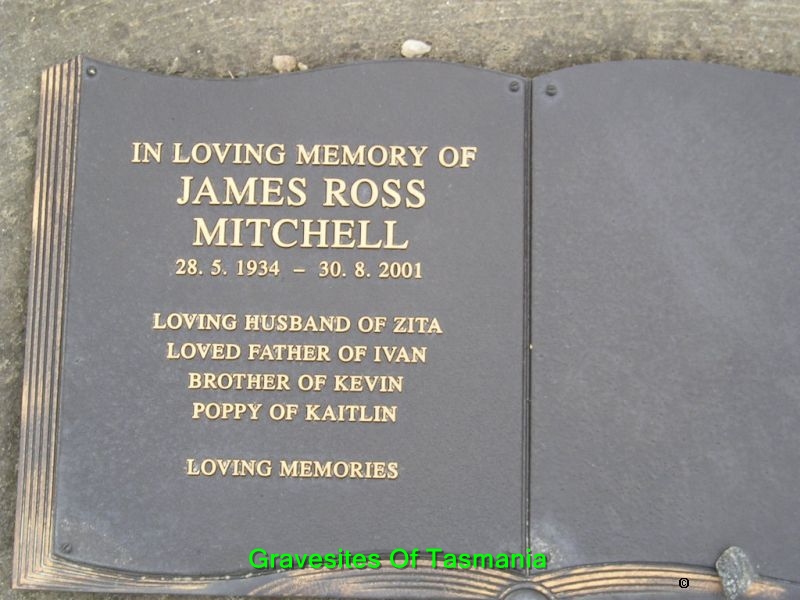 IN LOVING MEMORY OF
JAMES ROSS
MITCHELL
28. 5. 1934 – 30. 8. 2001
LOVING HUSBAND OF ZITA
LOVED FATHER OF IVAN
BROTHER OF KEVIN
POPPY OF KAITLIN
LOVING MEMORIES
Gravesites Of Tasmania
©